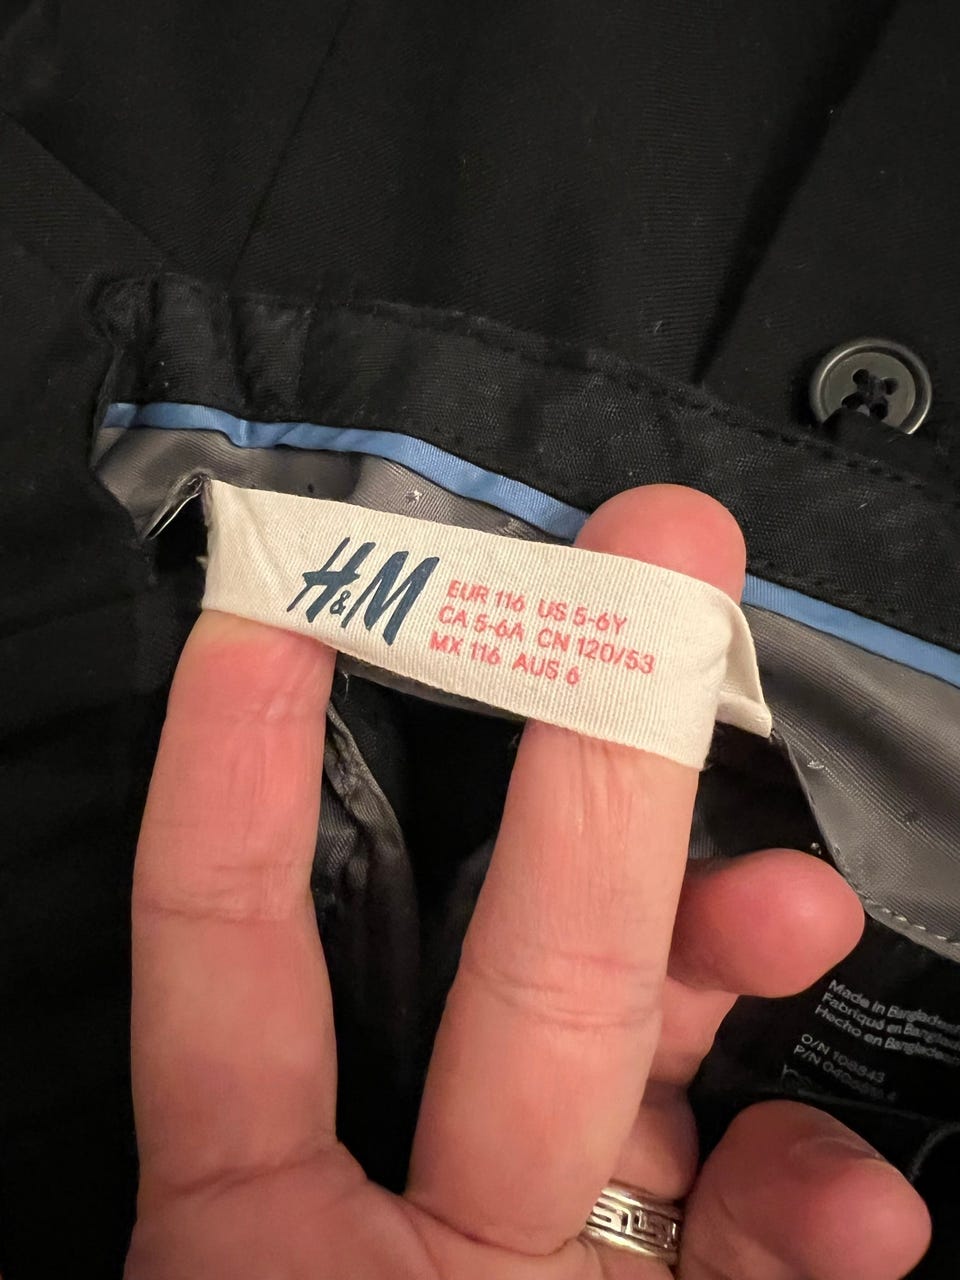 H&M
EUR 116 US 5-6Y
CA 5-6A CN 120/53
MX 116 AUS 6
Made in Bangladesh
Fabriqué en Bangladesh
Hecho en Bangladesh
O/N 108843
P/N